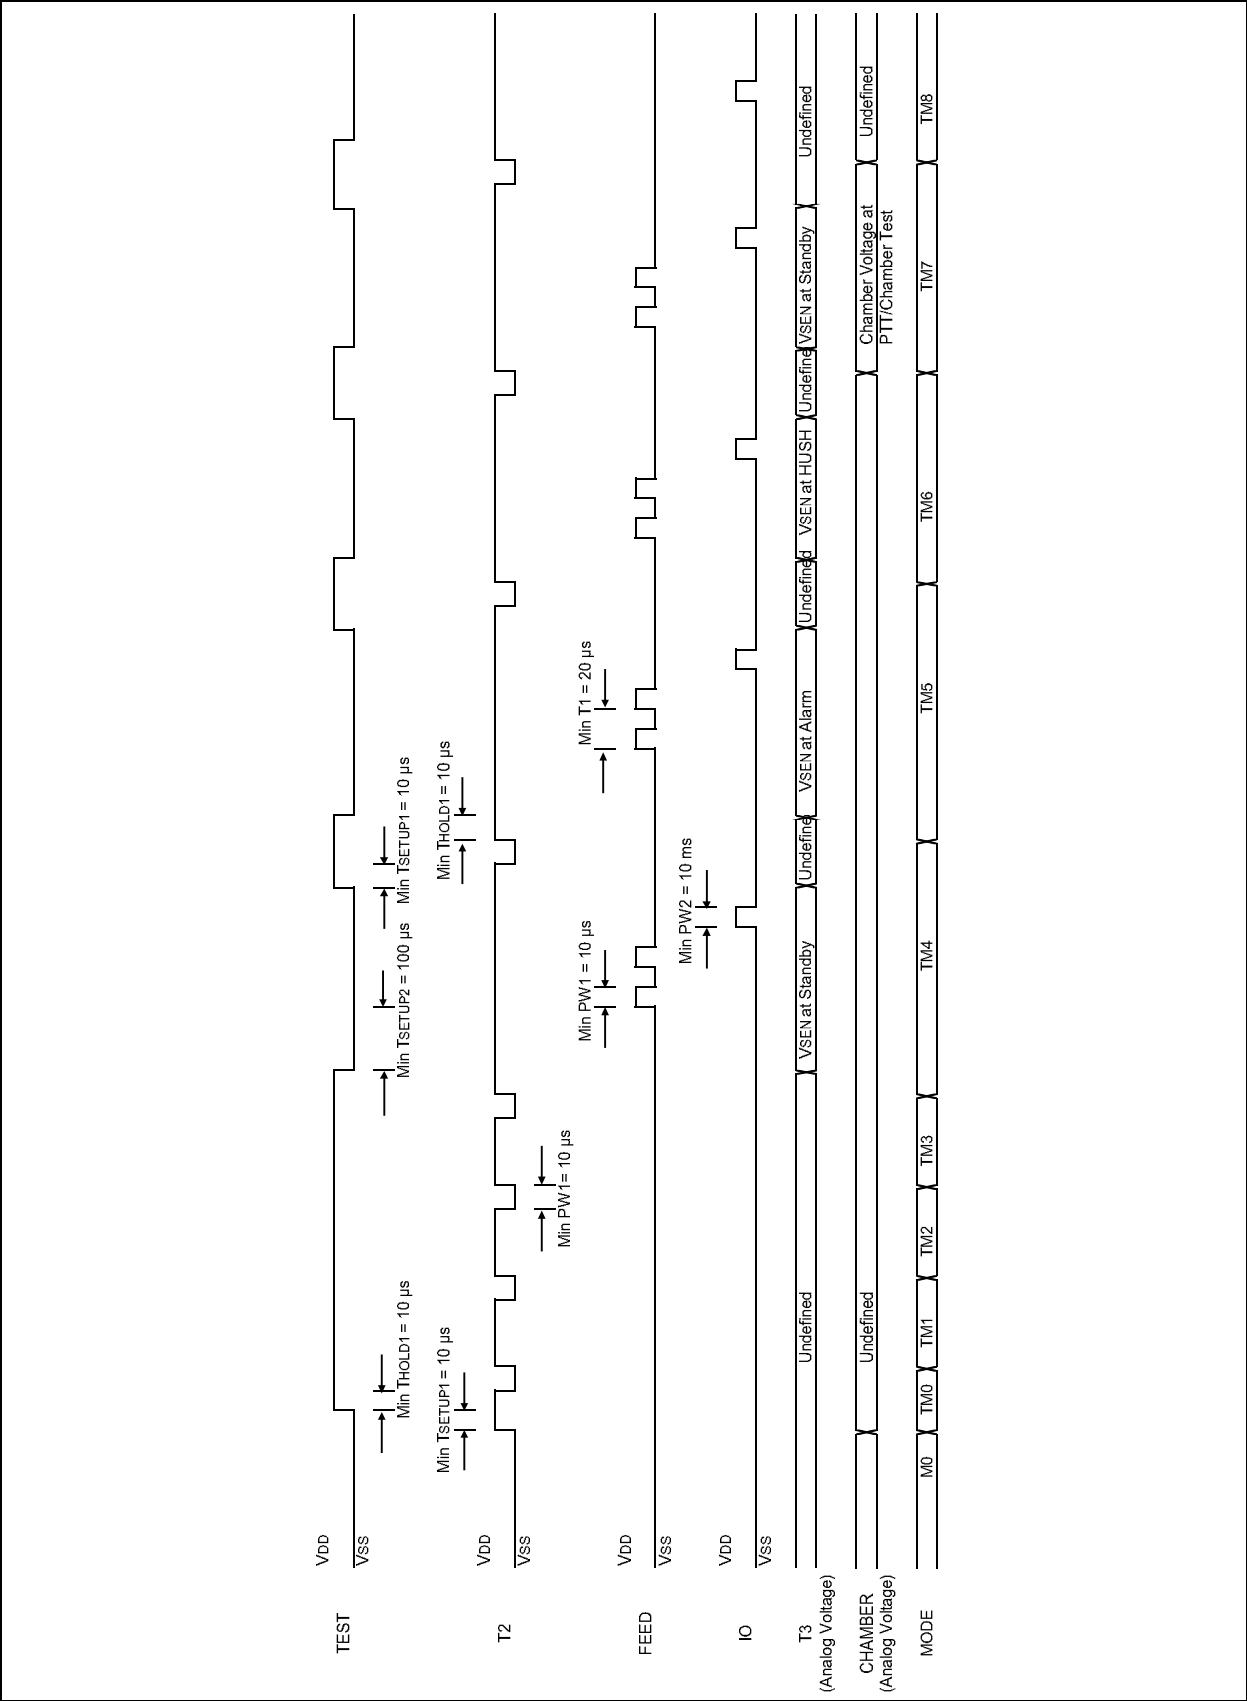 TEST
VDD
VSS
Min THOLD1 = 10 µs
Min TSETUP2 = 100 µs
Min TSETUP1 = 10 µs
T2
VDD
VSS
Min TSETUP1 = 10 µs
Min PW1= 10 µs
Min THOLD1 = 10 µs
FEED
VDD
VSS
Min PW1 = 10 µs
Min T1 = 20 µs
IO
VDD
VSS
Min PW2 = 10 ms
T3
(Analog Voltage)
Undefined
VSEN at Standby
Undefine
VSEN at Alarm
Undefined
VSEN at HUSH
Undefine
VSEN at Standby
Undefined
CHAMBER
(Analog Voltage)
Undefined
Chamber Voltage at
PTT/Chamber Test
Undefined
MODE
M0
TM0
TM1
TM2
TM3
TM4
TM5
TM6
TM7
TM8